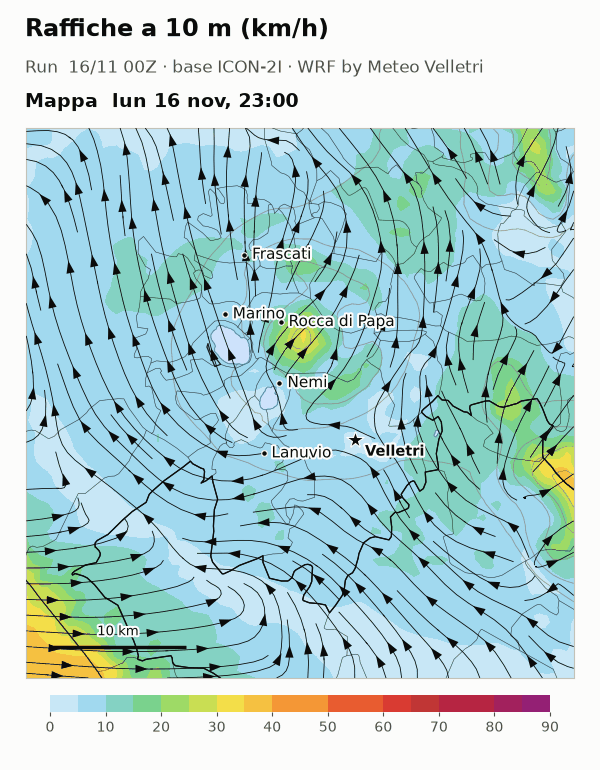 Raffiche a 10 m (km/h)
Run  16/11 00Z · base ICON-2I · WRF by Meteo Velletri
Mappa  lun 16 nov, 23:00
Frascati
Marino
Rocca di Papa
Nemi
Lanuvio
Velletri
10 km
0 10 20 30 40 50 60 70 80 90